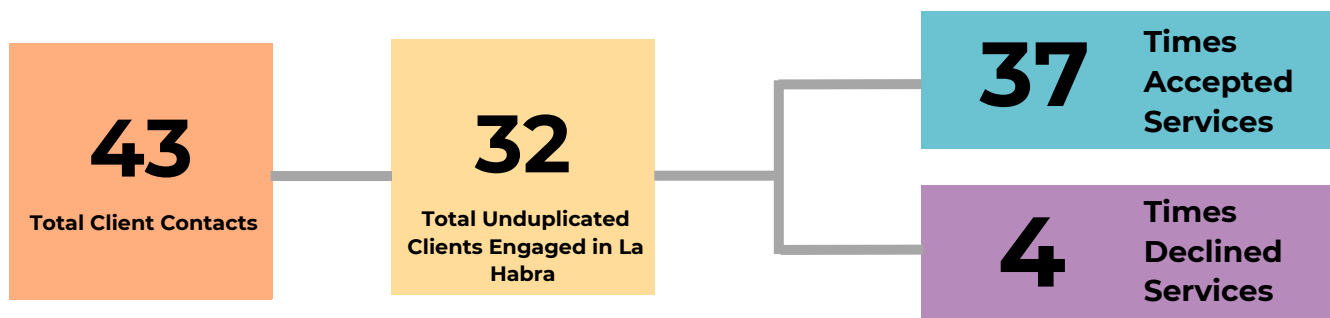 43
Total Client Contacts
32
Total Unduplicated
Clients Engaged in La
Habra
37
Times
Accepted
Services
4
Times
Declined
Services